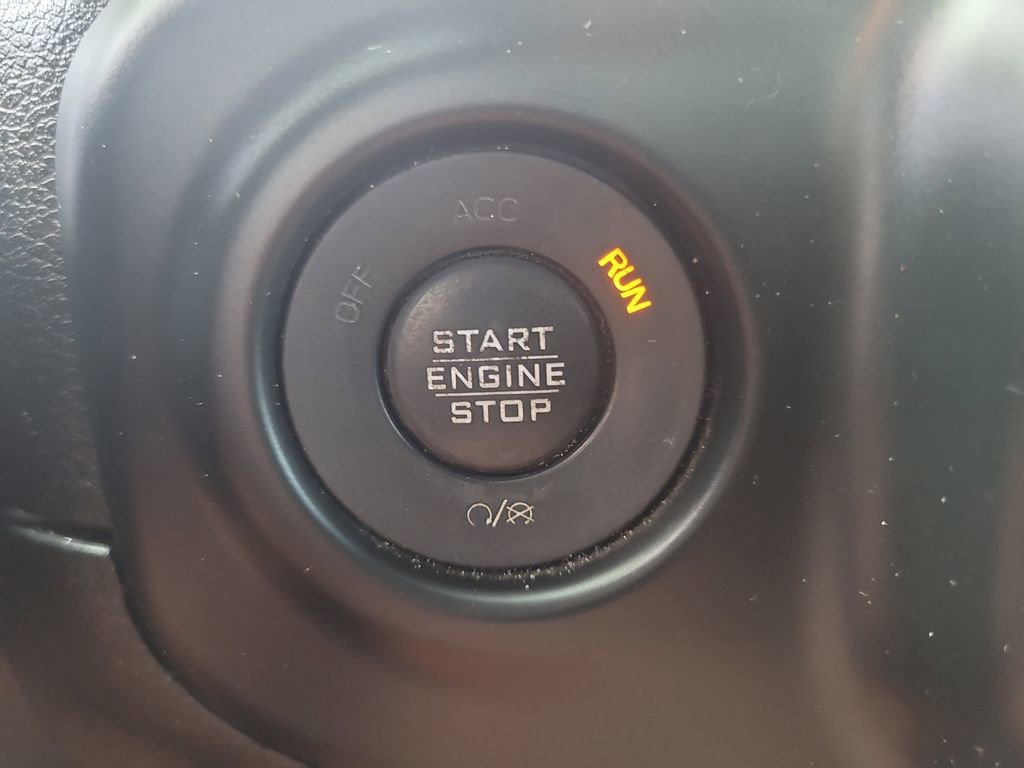 ACC
OFF
RUN
START
ENGINE
STOP
/